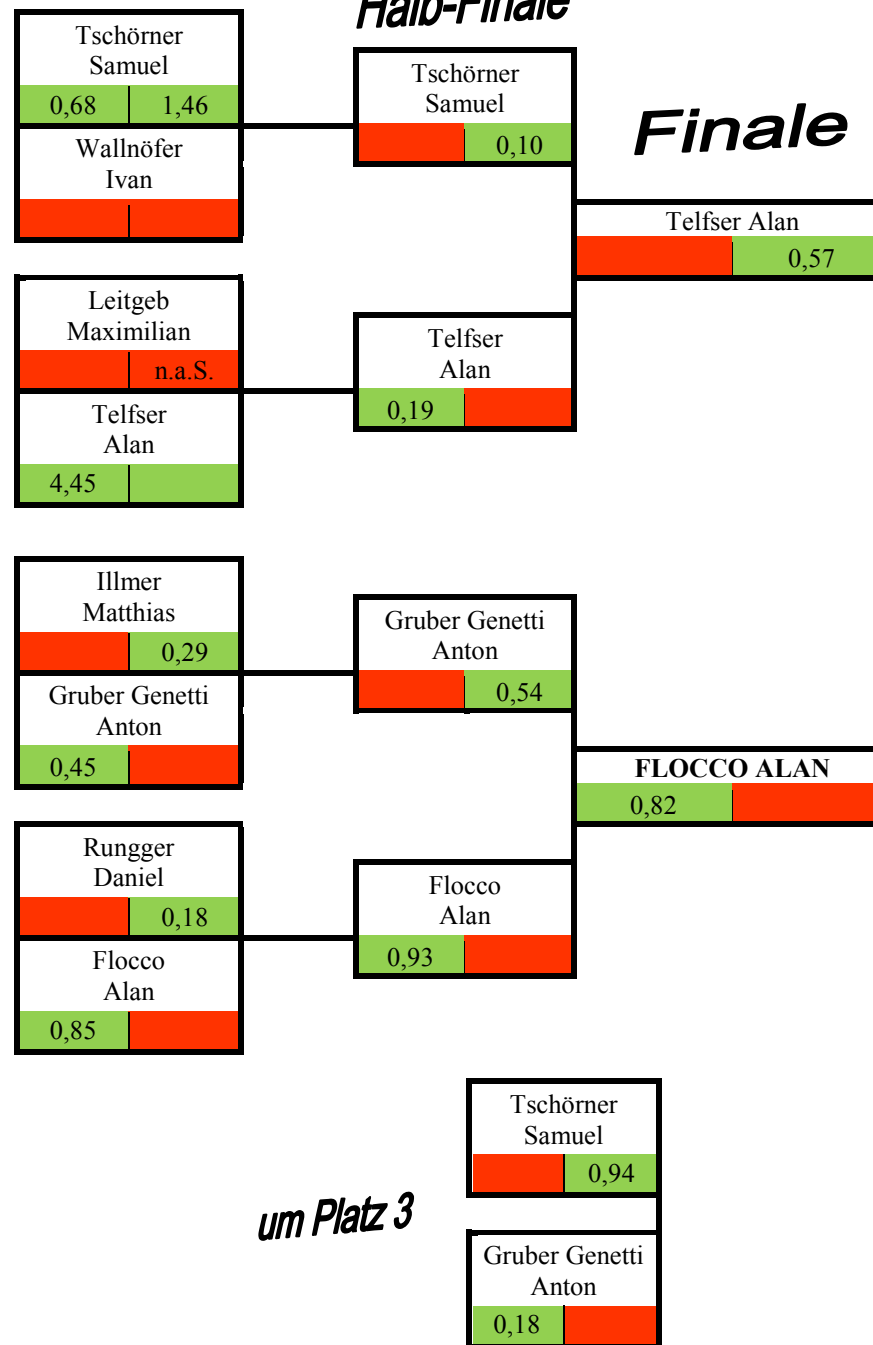 Halb-Finale
Tschörner
Samuel
0,68 1,46
Wallnöfer
Ivan
Leitgeb
Maximilian
n.a.S.
Telfser
Alan
4,45
Illmer
Matthias
0,29
Gruber Genetti
Anton
0,45
Rungger
Daniel
0,18
Flocco
Alan
0,85
Tschörner
Samuel
0,10
Telfser
Alan
0,19
Gruber Genetti
Anton
0,54
Flocco
Alan
0,93
Finale
Telfser Alan
0,57
FLOCCO ALAN
0,82
um Platz 3
Tschörner
Samuel
0,94
Gruber Genetti
Anton
0,18